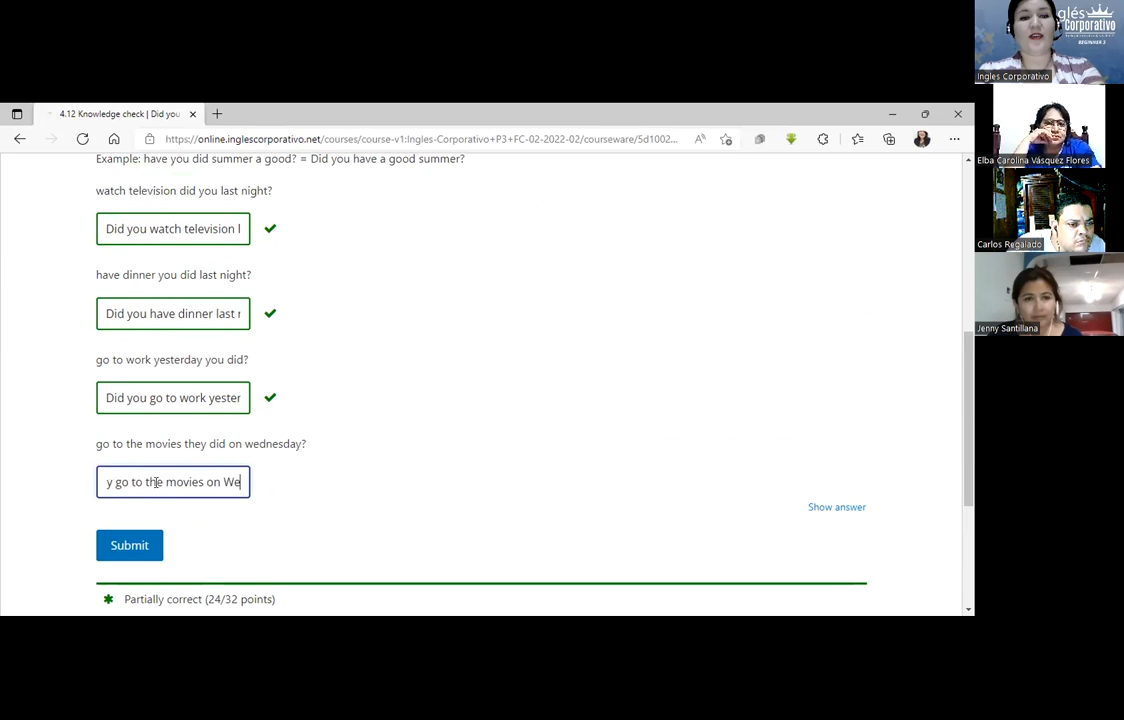 glés
Corporativo
BEGINNER 3
Ingles Corporativo
4.12 Knowledge check | Did you
https://online.inglescorporativo.net/courses/course-v1:Ingles-Corporativo+P3+FC-02-2022-02/courseware/5d1002...
Elba Carolina Vásquez Flores
Example: have you did summer a good? = Did you have a good summer?
watch television did you last night?
Did you watch television l
have dinner you did last night?
Carlos Regalado
Did you have dinner last r
Jenny Santillana
go to work yesterday you did?
Did you go to work yester
go to the movies they did on wednesday?
y go to the movies on We
Show answer
Submit
Partially correct (24/32 points)